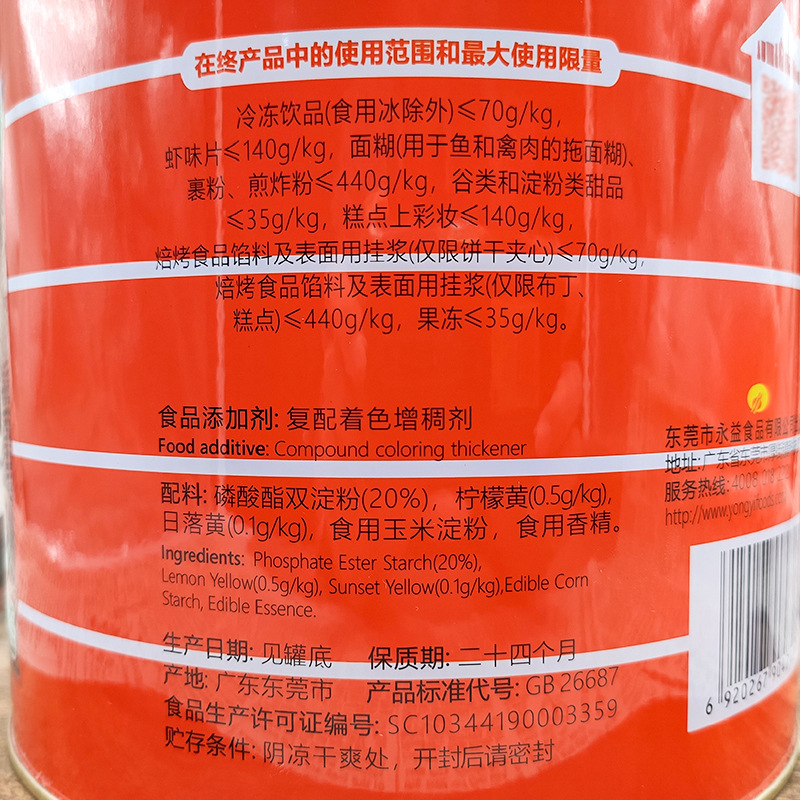 在终产品中的使用范围和最大使用限量
冷冻饮品(食用冰除外)≤70g/kg,
虾味片≤140g/kg，面糊(用于鱼和禽肉的拖面糊)、
裹粉、煎炸粉≤440g/kg，谷类和淀粉类甜品
≤35g/kg，糕点上彩妆≤140g/kg,
焙烤食品馅料及表面用挂浆(仅限饼干夹心)≤70g/kg,
焙烤食品馅料及表面用挂浆(仅限布丁、
糕点)≤440g/kg，果冻≤35g/kg。
食品添加剂: 复配着色增稠剂
Food additive: Compound coloring thickener
配料: 磷酸酯双淀粉(20%)，柠檬黄(0.5g/kg),
日落黄(0.1g/kg)，食用玉米淀粉，食用香精。
Ingredients: Phosphate Ester Starch(20%),
Lemon Yellow(0.5g/kg), Sunset Yellow(0.1g/kg),Edible Corn
Starch, Edible Essence.
生产日期: 见罐底 保质期: 二十四个月
产地: 广东东莞市 产品标准代号: GB 26687
食品生产许可证编号: SC10344190003359
贮存条件: 阴凉干爽处，开封后请密封
东莞市永益食品有限公司
地址: 广东省东莞市
服务热线: 4008
http://www.yongyifoods.com
6 920267